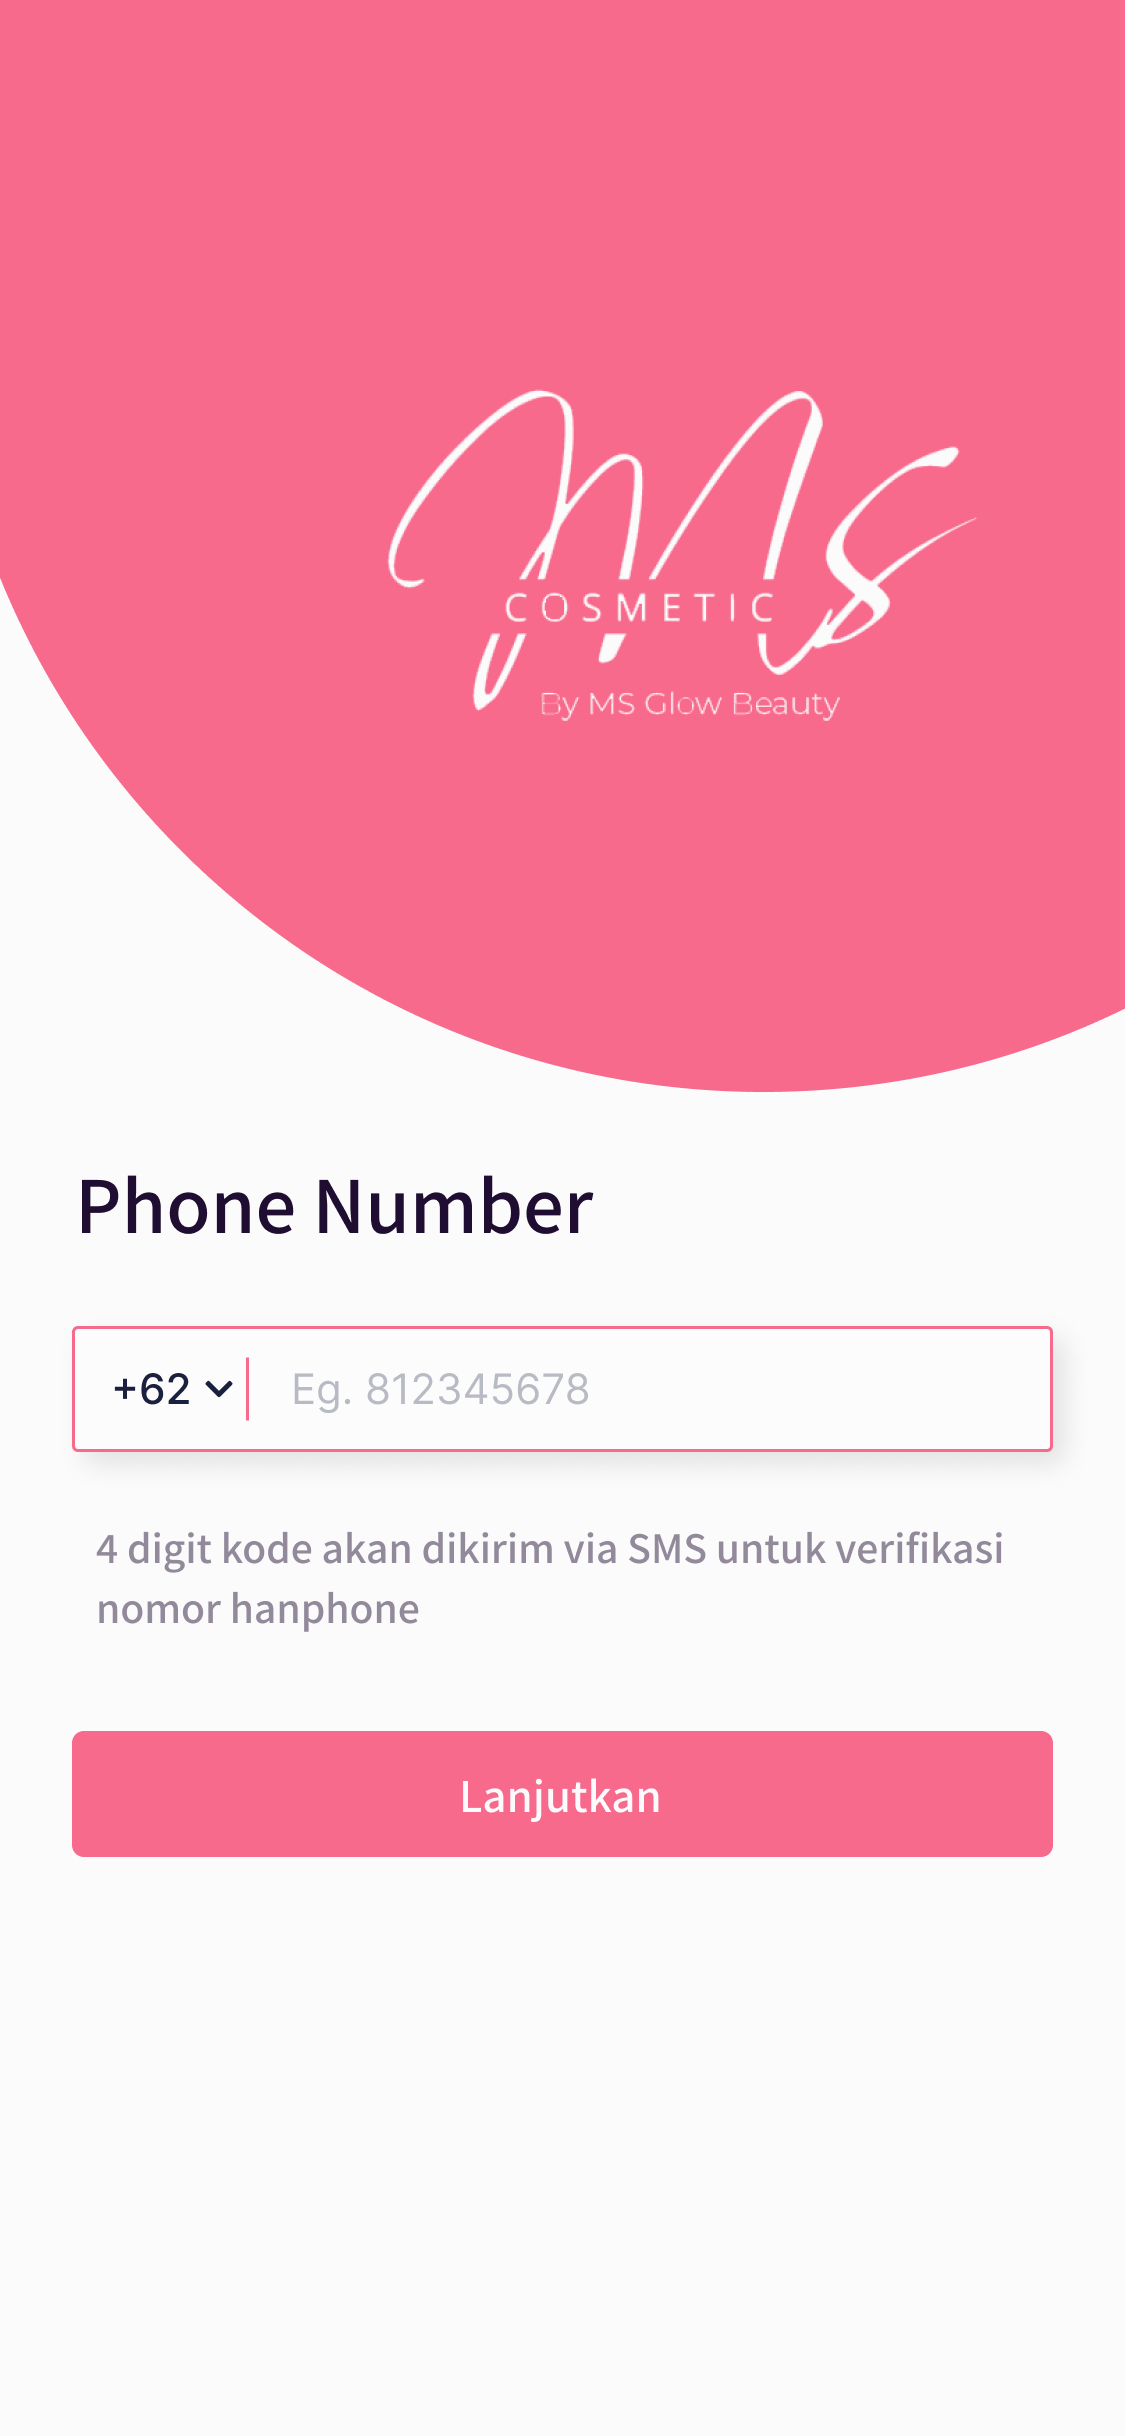 Ms
COSMETIC
By MS Glow Beauty
Phone Number
+62 Eg. 812345678
4 digit kode akan dikirim via SMS untuk verifikasi
nomor hanphone
Lanjutkan